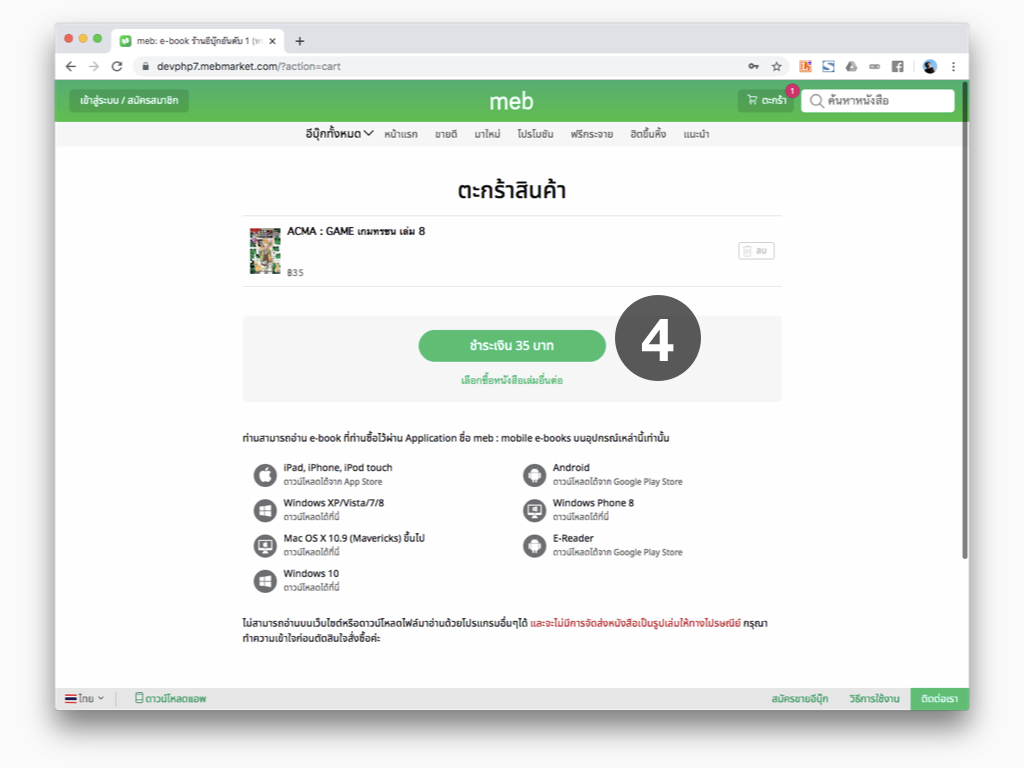 meb: e-book ร้านอีบุ๊กอันดับ 1
devphp7.mebmarket.com/?action=cart
เข้าสู่ระบบ / สมัครสมาชิก
meb
ตะกร้า
1
ค้นหาหนังสือ
อีบุ๊กทั้งหมด หน้าแรก ขายดี มาใหม่ โปรโมชัน ฟรีกระจาย ฮิตขึ้นหิ้ง แนะนำ
ตะกร้าสินค้า
ACMA : GAME เกมทรชน เล่ม 8
ลบ
฿35
ชำระเงิน 35 บาท
4
เลือกซื้อหนังสือเล่มอื่นต่อ
ท่านสามารถอ่าน e-book ที่ท่านซื้อไว้ผ่าน Application ชื่อ meb : mobile e-books บนอุปกรณ์เหล่านี้เท่านั้น
iPad, iPhone, iPod touch
ดาวน์โหลดได้จาก App Store
Android
ดาวน์โหลดได้จาก Google Play Store
Windows XP/Vista/7/8
ดาวน์โหลดได้ที่นี่
Windows Phone 8
ดาวน์โหลดได้ที่นี่
Mac OS X 10.9 (Mavericks) ขึ้นไป
ดาวน์โหลดได้ที่นี่
E-Reader
ดาวน์โหลดได้จาก Google Play Store
Windows 10
ดาวน์โหลดได้ที่นี่
ไม่สามารถอ่านบนเว็บไซต์หรือดาวน์โหลดไฟล์มาอ่านด้วยโปรแกรมอื่นๆได้ และจะไม่มีการจัดส่งหนังสือเป็นรูปเล่มให้ทางไปรษณีย์ กรุณา
ทำความเข้าใจก่อนตัดสินใจสั่งซื้อค่ะ
ไทย ดาวน์โหลดแอพ สมัครขายอีบุ๊ก วิธีการใช้งาน ติดต่อเรา